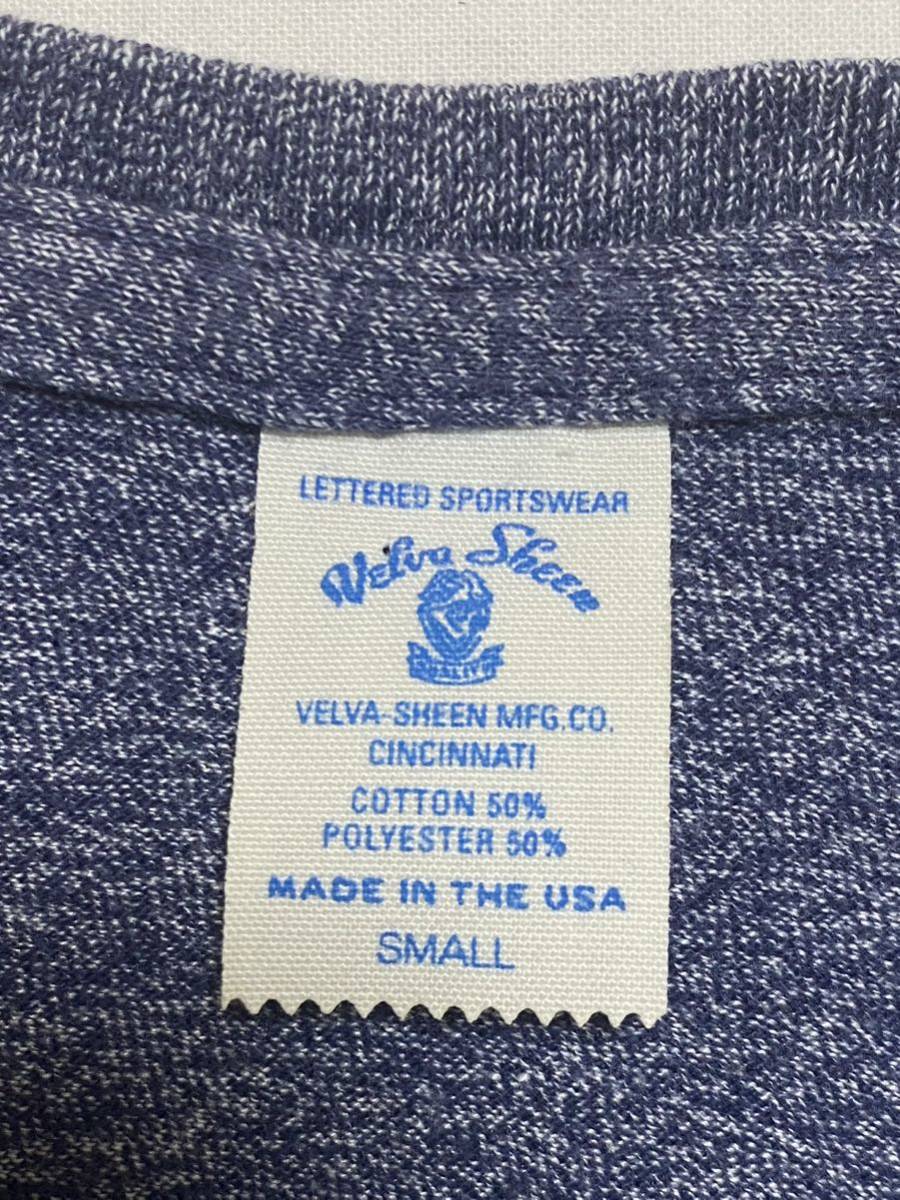 LETTERED SPORTSWEAR
Velva Sheen
QUALITY
VELVA-SHEEN MFG.CO.
CINCINNATI
COTTON 50%
POLYESTER 50%
MADE IN THE USA
SMALL